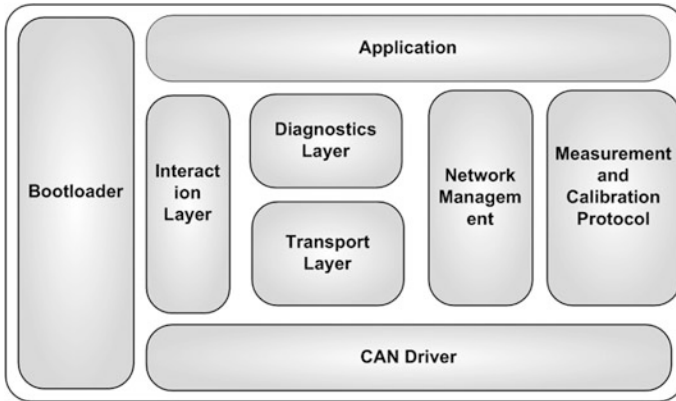 Application
Bootloader
Interact
ion
Layer
Diagnostics
Layer
Transport
Layer
Network
Managem
ent
Measurement
and
Calibration
Protocol
CAN Driver